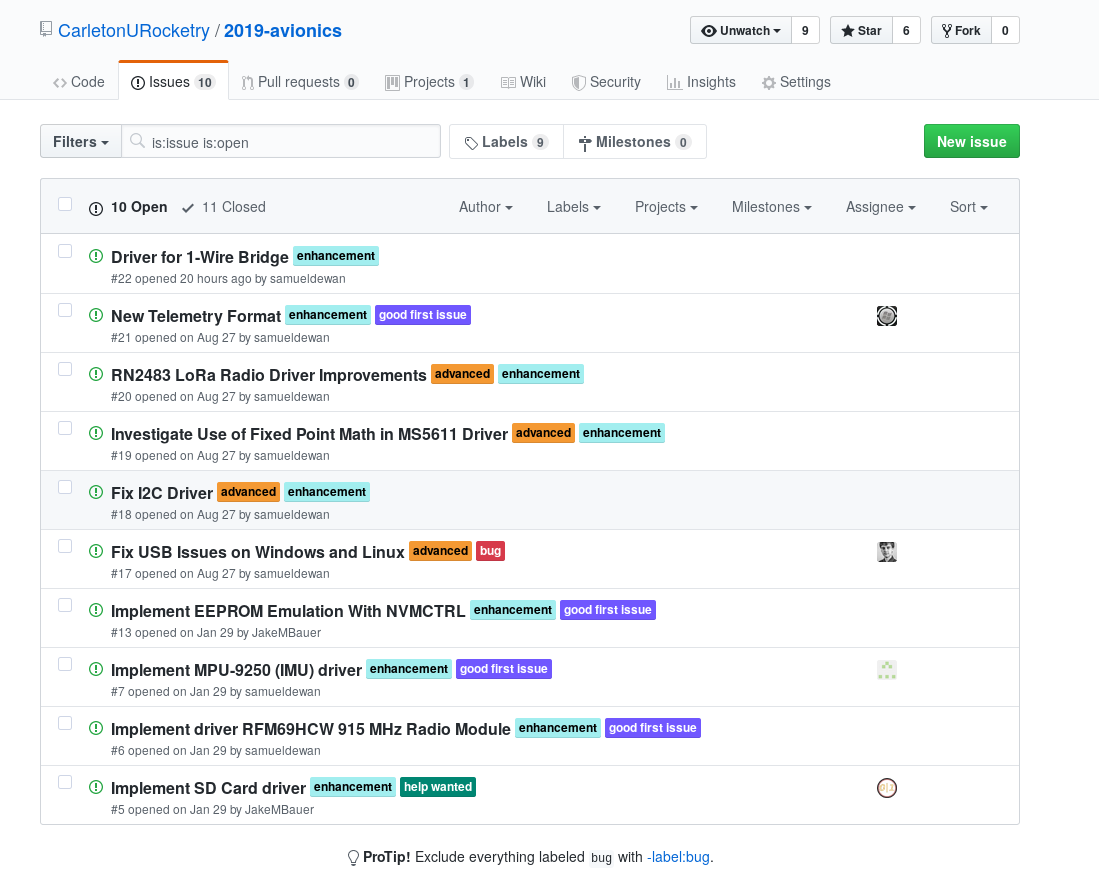 CarletonURocketry / 2019-avionics
Unwatch 9 Star 6 Fork 0
Code Issues 10 Pull requests 0 Projects 1 Wiki Security Insights Settings
Filters is:issue is:open Labels 9 Milestones 0 New issue
10 Open 11 Closed Author Labels Projects Milestones Assignee Sort
Driver for 1-Wire Bridge enhancement
#22 opened 20 hours ago by samueldewan
New Telemetry Format enhancement good first issue
#21 opened on Aug 27 by samueldewan
RN2483 LoRa Radio Driver Improvements advanced enhancement
#20 opened on Aug 27 by samueldewan
Investigate Use of Fixed Point Math in MS5611 Driver advanced enhancement
#19 opened on Aug 27 by samueldewan
Fix I2C Driver advanced enhancement
#18 opened on Aug 27 by samueldewan
Fix USB Issues on Windows and Linux advanced bug
#17 opened on Aug 27 by samueldewan
Implement EEPROM Emulation With NVMCTRL enhancement good first issue
#13 opened on Jan 29 by JakeMBauer
Implement MPU-9250 (IMU) driver enhancement good first issue
#7 opened on Jan 29 by samueldewan
Implement driver RFM69HCW 915 MHz Radio Module enhancement good first issue
#6 opened on Jan 29 by samueldewan
Implement SD Card driver enhancement help wanted
#5 opened on Jan 29 by JakeMBauer
ProTip! Exclude everything labeled bug with -label:bug.